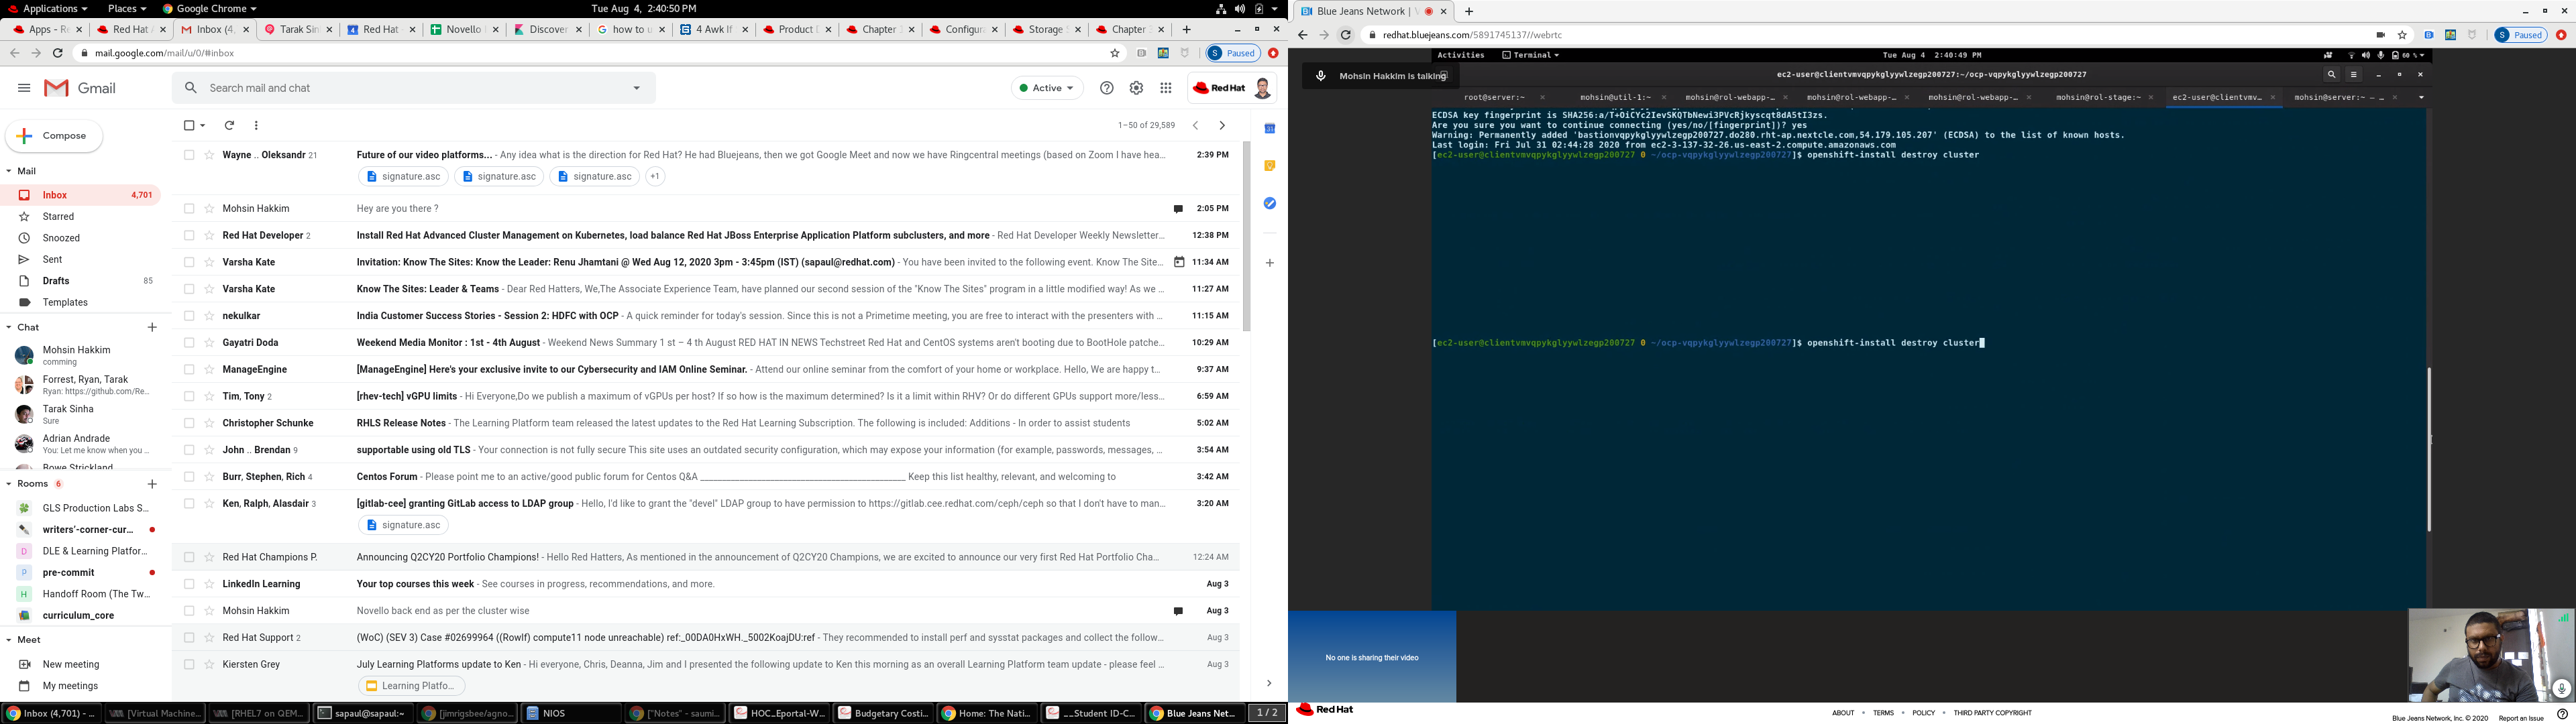 Applications
Places
Google Chrome
Tue Aug 4, 2:40:50 PM
Apps - R
Red Hat
Inbox (4,
Tarak Sin
Red Hat
Novello
Discover
how to u
4 Awk If
Product
Chapter
Configura
Storage
Chapter
mail.google.com/mail/u/0/#inbox
Paused
Gmail
Search mail and chat
Active
Red Hat
Compose
1–50 of 29,589
Mail
Inbox 4,701
Starred
Snoozed
Sent
Drafts 85
Templates
Chat
Mohsin Hakkim
comming
Forrest, Ryan, Tarak
Ryan: https://github.com/Re...
Tarak Sinha
Sure
Adrian Andrade
You: Let me know when you ...
Bowe Strickland
Rooms 6
GLS Production Labs S...
writers'-corner-cur...
DLE & Learning Platfor...
pre-commit
Handoff Room (The Tw...
curriculum_core
Meet
New meeting
My meetings
Wayne .. Oleksandr 21 Future of our video platforms... - Any idea what is the direction for Red Hat? He had Bluejeans, then we got Google Meet and now we have Ringcentral meetings (based on Zoom I have hea... 2:39 PM
signature.asc signature.asc signature.asc +1
Mohsin Hakkim Hey are you there ? 2:05 PM
Red Hat Developer 2 Install Red Hat Advanced Cluster Management on Kubernetes, load balance Red Hat JBoss Enterprise Application Platform subclusters, and more - Red Hat Developer Weekly Newsletter... 12:38 PM
Varsha Kate Invitation: Know The Sites: Know the Leader: Renu Jhamtani @ Wed Aug 12, 2020 3pm - 3:45pm (IST) (sapaul@redhat.com) - You have been invited to the following event. Know The Site... 11:34 AM
Varsha Kate Know The Sites: Leader & Teams - Dear Red Hatters, We,The Associate Experience Team, have planned our second session of the "Know The Sites" program in a little modified way! As we ... 11:27 AM
nekulkar India Customer Success Stories - Session 2: HDFC with OCP - A quick reminder for today's session. Since this is not a Primetime meeting, you are free to interact with the presenters with ... 11:15 AM
Gayatri Doda Weekend Media Monitor : 1st - 4th August - Weekend News Summary 1 st – 4 th August RED HAT IN NEWS Techstreet Red Hat and CentOS systems aren't booting due to BootHole patche... 10:29 AM
ManageEngine [ManageEngine] Here's your exclusive invite to our Cybersecurity and IAM Online Seminar. - Attend our online seminar from the comfort of your home or workplace. Hello, We are happy t... 9:37 AM
Tim, Tony 2 [rhev-tech] vGPU limits - Hi Everyone,Do we publish a maximum of vGPUs per host? If so how is the maximum determined? Is it a limit within RHV? Or do different GPUs support more/less... 6:59 AM
Christopher Schunke RHLS Release Notes - The Learning Platform team released the latest updates to the Red Hat Learning Subscription. The following is included: Additions - In order to assist students 5:02 AM
John .. Brendan 9 supportable using old TLS - Your connection is not fully secure This site uses an outdated security configuration, which may expose your information (for example, passwords, messages, ... 3:54 AM
Burr, Stephen, Rich 4 Centos Forum - Please point me to an active/good public forum for Centos Q&A ____ Keep this list healthy, relevant, and welcoming to 3:42 AM
Ken, Ralph, Alasdair 3 [gitlab-cee] granting GitLab access to LDAP group - Hello, I'd like to grant the "devel" LDAP group to have permission to https://gitlab.cee.redhat.com/ceph/ceph so that I don't have to man... 3:20 AM
signature.asc
Red Hat Champions P. Announcing Q2CY20 Portfolio Champions! - Hello Red Hatters, As mentioned in the announcement of Q2CY20 Champions, we are excited to announce our very first Red Hat Portfolio Cha... 12:24 AM
LinkedIn Learning Your top courses this week - See courses in progress, recommendations, and more. Aug 3
Mohsin Hakkim Novello back end as per the cluster wise Aug 3
Red Hat Support 2 (WoC) (SEV 3) Case #02699964 ((Rowlf) compute11 node unreachable) ref:_00DA0HxWH._5002KoajDU:ref - They recommended to install perf and sysstat packages and collect the follow... Aug 3
Kiersten Grey July Learning Platforms update to Ken - Hi everyone, Chris, Deanna, Jim and I presented the following update to Ken this morning as an overall Learning Platform team update - please feel ... Aug 3
Learning Platfo...
Inbox (4,701) - ...
[Virtual Machine...
[RHEL7 on QEM...
sapaul@sapaul:~
[jimrigsbee/agno...
NIOS
["Notes" - saumi...
HOC_Eportal-W...
Budgetary Costi...
Home: The Nati...
__Student ID-C...
Blue Jeans Net...
1 / 2
Blue Jeans Network |
redhat.bluejeans.com/5891745137//webrtc
Paused
Activities
Terminal
Tue Aug 4 2:40:49 PM
60 %
Mohsin Hakkim is talking
ec2-user@clientvmvqpykglyywlzegp200727:~/ocp-vqpykglyywlzegp200727
root@server:~
mohsin@util-1:~
mohsin@rol-webapp-...
mohsin@rol-webapp-...
mohsin@rol-webapp-...
mohsin@rol-stage:~
ec2-user@clientvmv...
mohsin@server:~ — ...
ECDSA key fingerprint is SHA256:a/T+OiCYc2IevSKQTbNewi3PVcRjkyscqt8dA5tI3zs.
Are you sure you want to continue connecting (yes/no/[fingerprint])? yes
Warning: Permanently added 'bastionvqpykglyywlzegp200727.do280.rht-ap.nextcle.com,54.179.105.207' (ECDSA) to the list of known hosts.
Last login: Fri Jul 31 02:44:28 2020 from ec2-3-137-32-26.us-east-2.compute.amazonaws.com
[ec2-user@clientvmvqpykglyywlzegp200727 0 ~/ocp-vqpykglyywlzegp200727]$ openshift-install destroy cluster
[ec2-user@clientvmvqpykglyywlzegp200727 0 ~/ocp-vqpykglyywlzegp200727]$ openshift-install destroy cluster
No one is sharing their video
Red Hat
ABOUT • TERMS • POLICY • THIRD PARTY COPYRIGHT
Blue Jeans Network, Inc. © 2020 Report an Issue